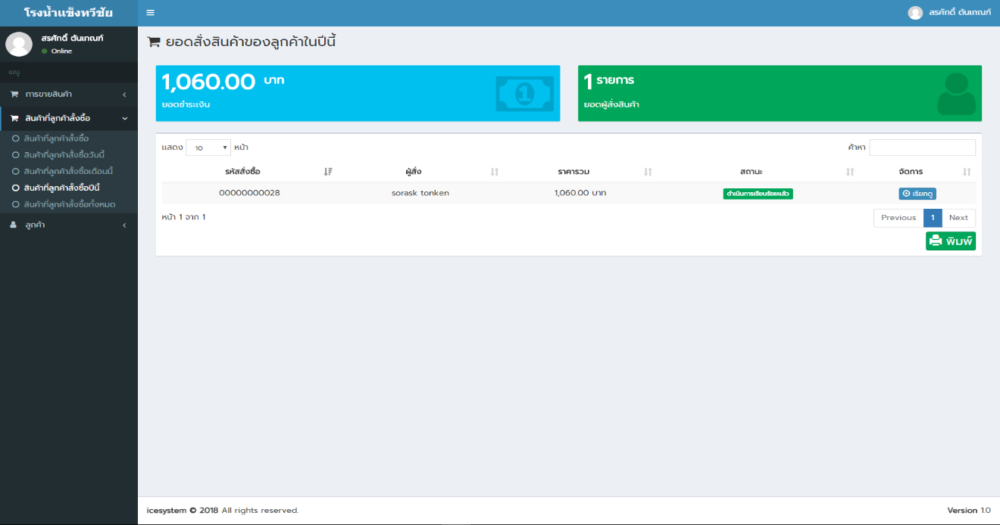 โรงน้ำแข็งทวีชัย
สรศักดิ์ ตันเกณฑ์
สรศักดิ์ ตันเกณฑ์
Online
เมนู
การขายสินค้า
สินค้าที่ลูกค้าสั่งซื้อ
สินค้าที่ลูกค้าสั่งซื้อ
สินค้าที่ลูกค้าสั่งซื้อวันนี้
สินค้าที่ลูกค้าสั่งซื้อเดือนนี้
สินค้าที่ลูกค้าสั่งซื้อปีนี้
สินค้าที่ลูกค้าสั่งซื้อทั้งหมด
ลูกค้า
ยอดสั่งสินค้าของลูกค้าในปีนี้
1,060.00 บาท
ยอดชำระเงิน
1 รายการ
ยอดผู้สั่งสินค้า
แสดง 10 หน้า
ค้าหา
รหัสสั่งซื้อ ผู้สั่ง ราคารวม สถานะ จัดการ
00000000028 sorask tonken 1,060.00 บาท ดำเนินการเรียบร้อยแล้ว เรียกดู
หน้า 1 จาก 1
Previous 1 Next
พิมพ์
icesystem © 2018 All rights reserved.
Version 1.0